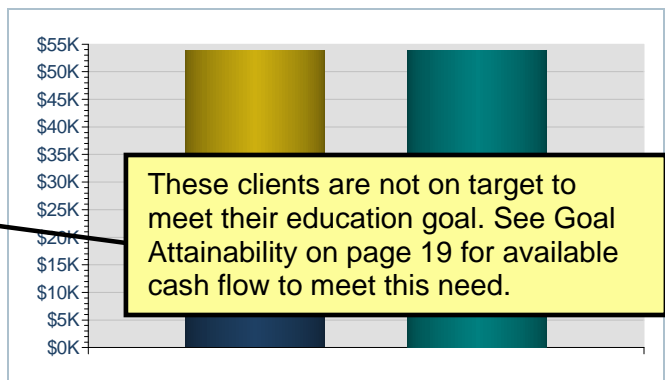 $55K
$50K
$45K
$40K
$35K
$30K
$25K
$20K
$15K
$10K
$5K
$0K
These clients are not on target to
meet their education goal. See Goal
Attainability on page 19 for available
cash flow to meet this need.